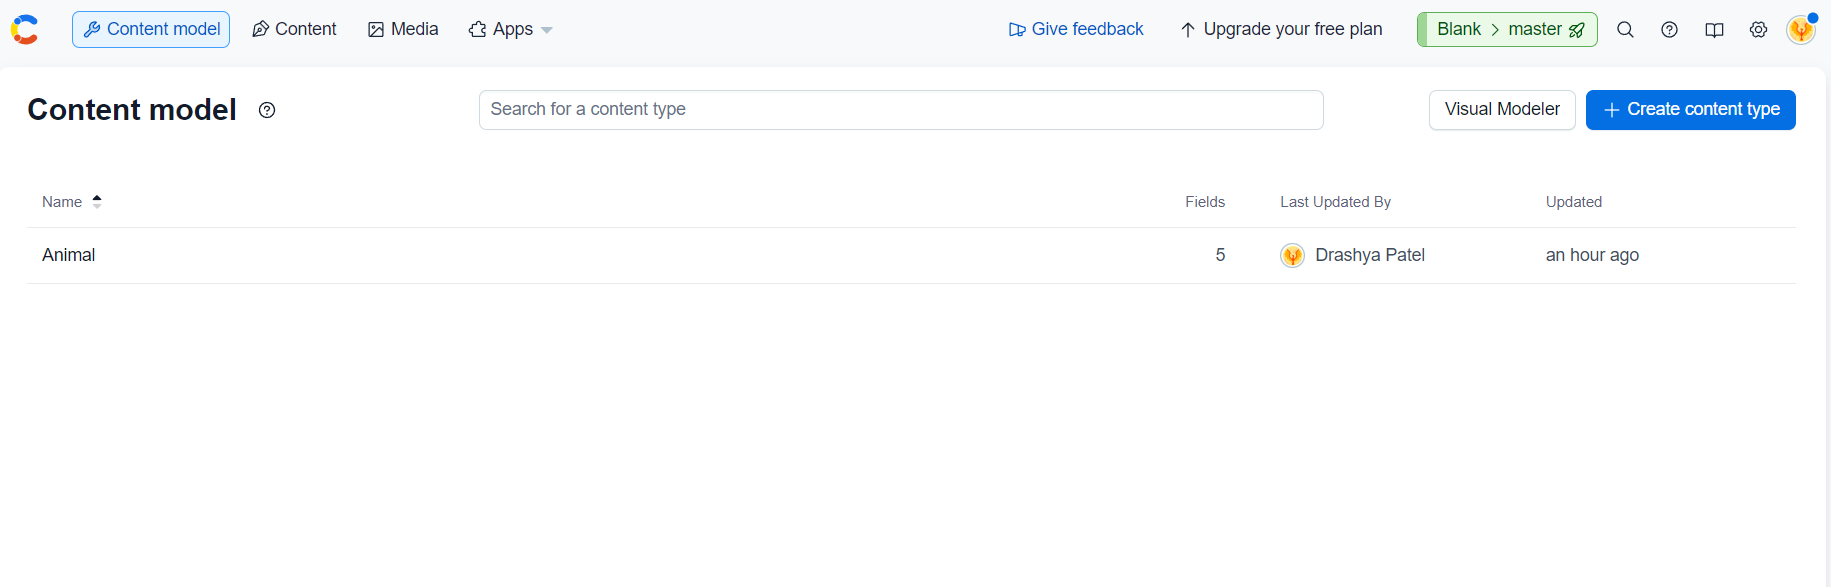 Content model Content Media Apps Give feedback Upgrade your free plan Blank > master
Content model Search for a content type Visual Modeler + Create content type
Name Fields Last Updated By Updated
Animal 5 Drashya Patel an hour ago